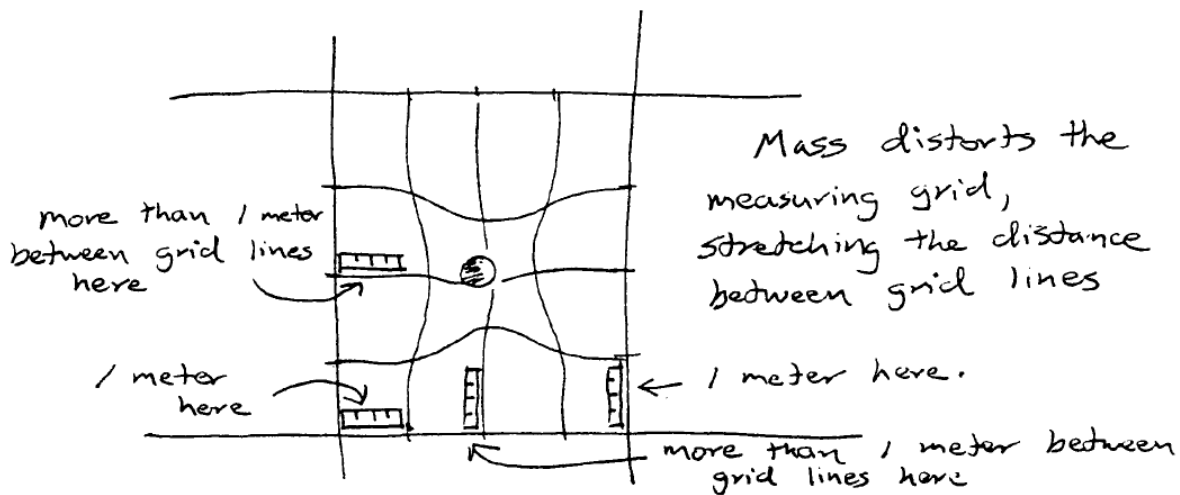 Mass distorts the
measuring grid,
stretching the distance
between grid lines
more than 1 meter
between grid lines
here
1 meter
here
1 meter here.
more than 1 meter between
grid lines here